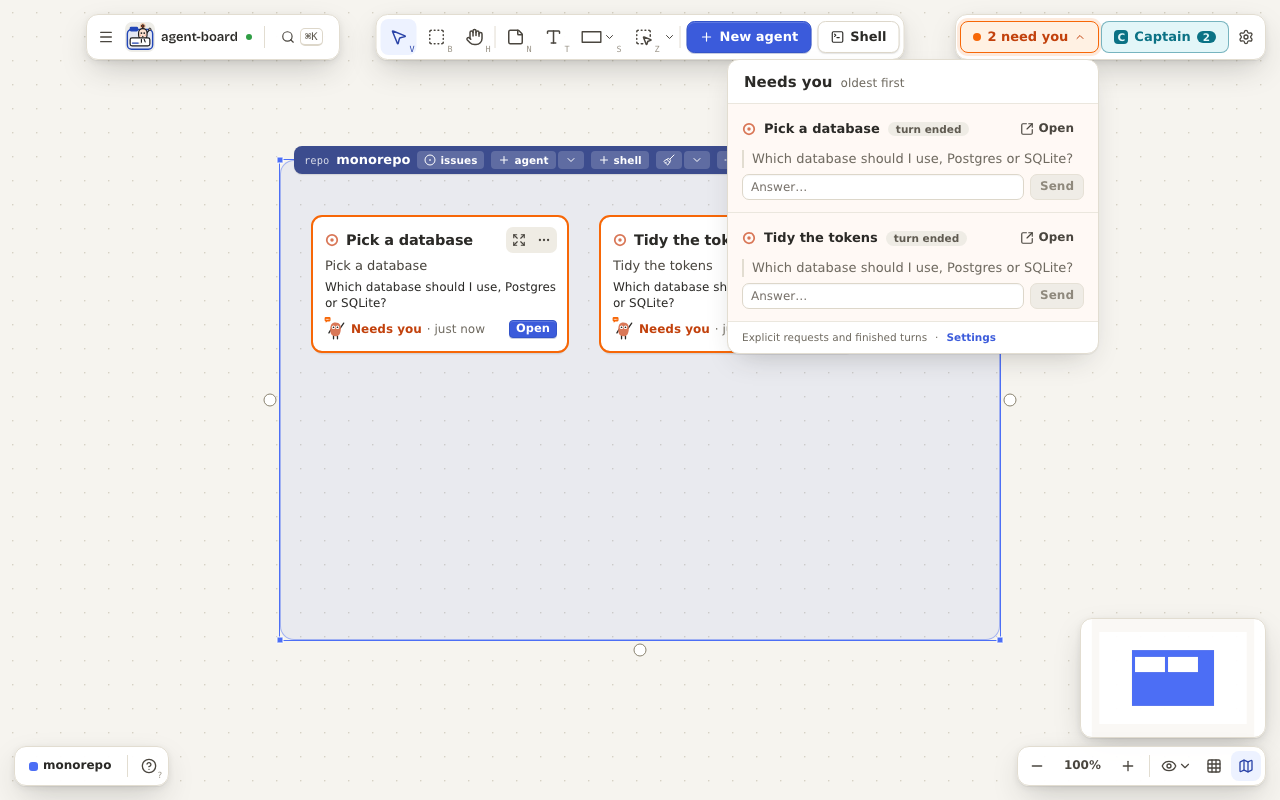 agent-board
⌘K
V
B
H
N
T
S
Z
+ New agent
Shell
2 need you
C Captain 2
Needs you oldest first
Pick a database turn ended Open
Which database should I use, Postgres or SQLite?
Answer... Send
Tidy the tokens turn ended Open
Which database should I use, Postgres or SQLite?
Answer... Send
Explicit requests and finished turns · Settings
repo monorepo issues + agent + shell
Pick a database
Pick a database
Which database should I use, Postgres
or SQLite?
Needs you · just now Open
Tidy the tok
Tidy the tokens
Which database should I use
or SQLite?
Needs you · j
monorepo
?
100%